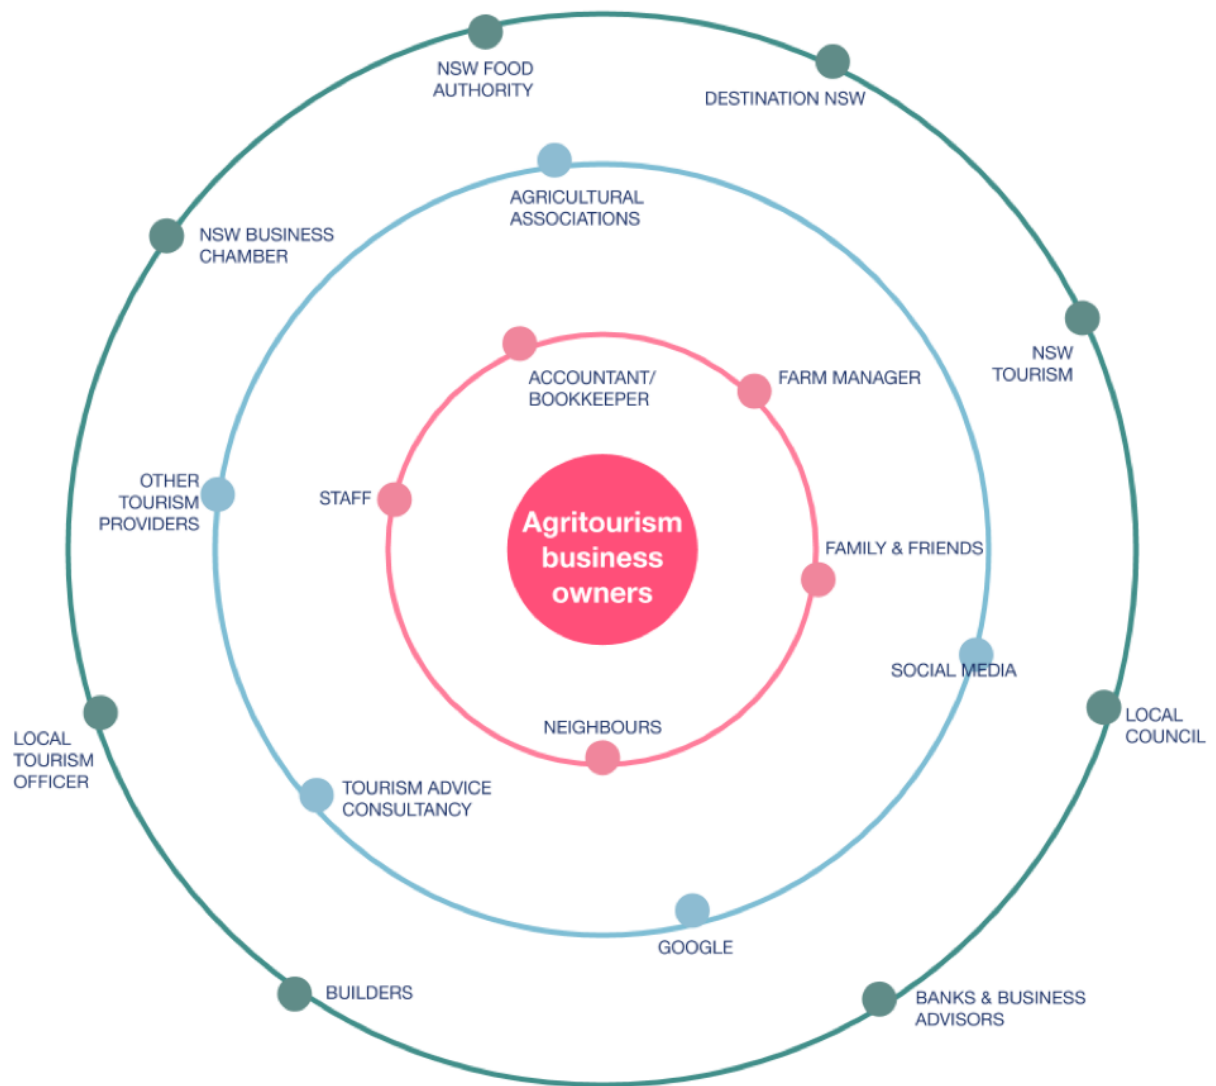 NSW FOOD
AUTHORITY
DESTINATION NSW
AGRICULTURAL
ASSOCIATIONS
NSW BUSINESS
CHAMBER
NSW
TOURISM
ACCOUNTANT/
BOOKKEEPER
FARM MANAGER
OTHER
TOURISM
PROVIDERS
STAFF
Agritourism
business
owners
FAMILY & FRIENDS
SOCIAL MEDIA
NEIGHBOURS
LOCAL
COUNCIL
LOCAL
TOURISM
OFFICER
TOURISM ADVICE
CONSULTANCY
GOOGLE
BUILDERS
BANKS & BUSINESS
ADVISORS